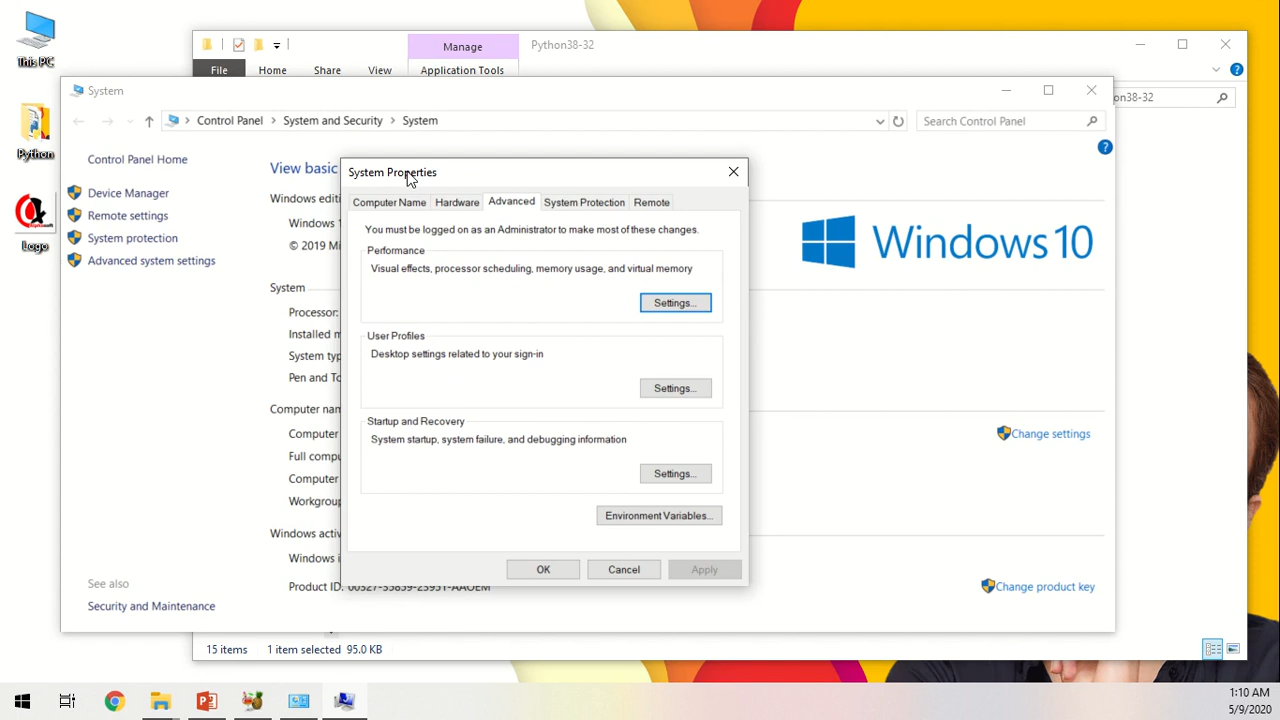 This PC
Python
Logo
Manage
Python38-32
File
Home
Share
View
Application Tools
System
on38-32
Control Panel
System and Security
System
Search Control Panel
Control Panel Home
Device Manager
Remote settings
System protection
Advanced system settings
See also
Security and Maintenance
View basic
Windows editi
Windows 1
© 2019 Mi
System
Processor:
Installed m
System typ
Pen and To
Computer nam
Computer
Full compu
Computer
Workgroup
Windows activ
Windows i
Windows 10
Change settings
Change product key
System Properties
Computer Name
Hardware
Advanced
System Protection
Remote
You must be logged on as an Administrator to make most of these changes.
Performance
Visual effects, processor scheduling, memory usage, and virtual memory
Settings...
User Profiles
Desktop settings related to your sign-in
Settings...
Startup and Recovery
System startup, system failure, and debugging information
Settings...
Environment Variables...
OK
Cancel
Apply
15 items
1 item selected 95.0 KB
1:10 AM
5/9/2020